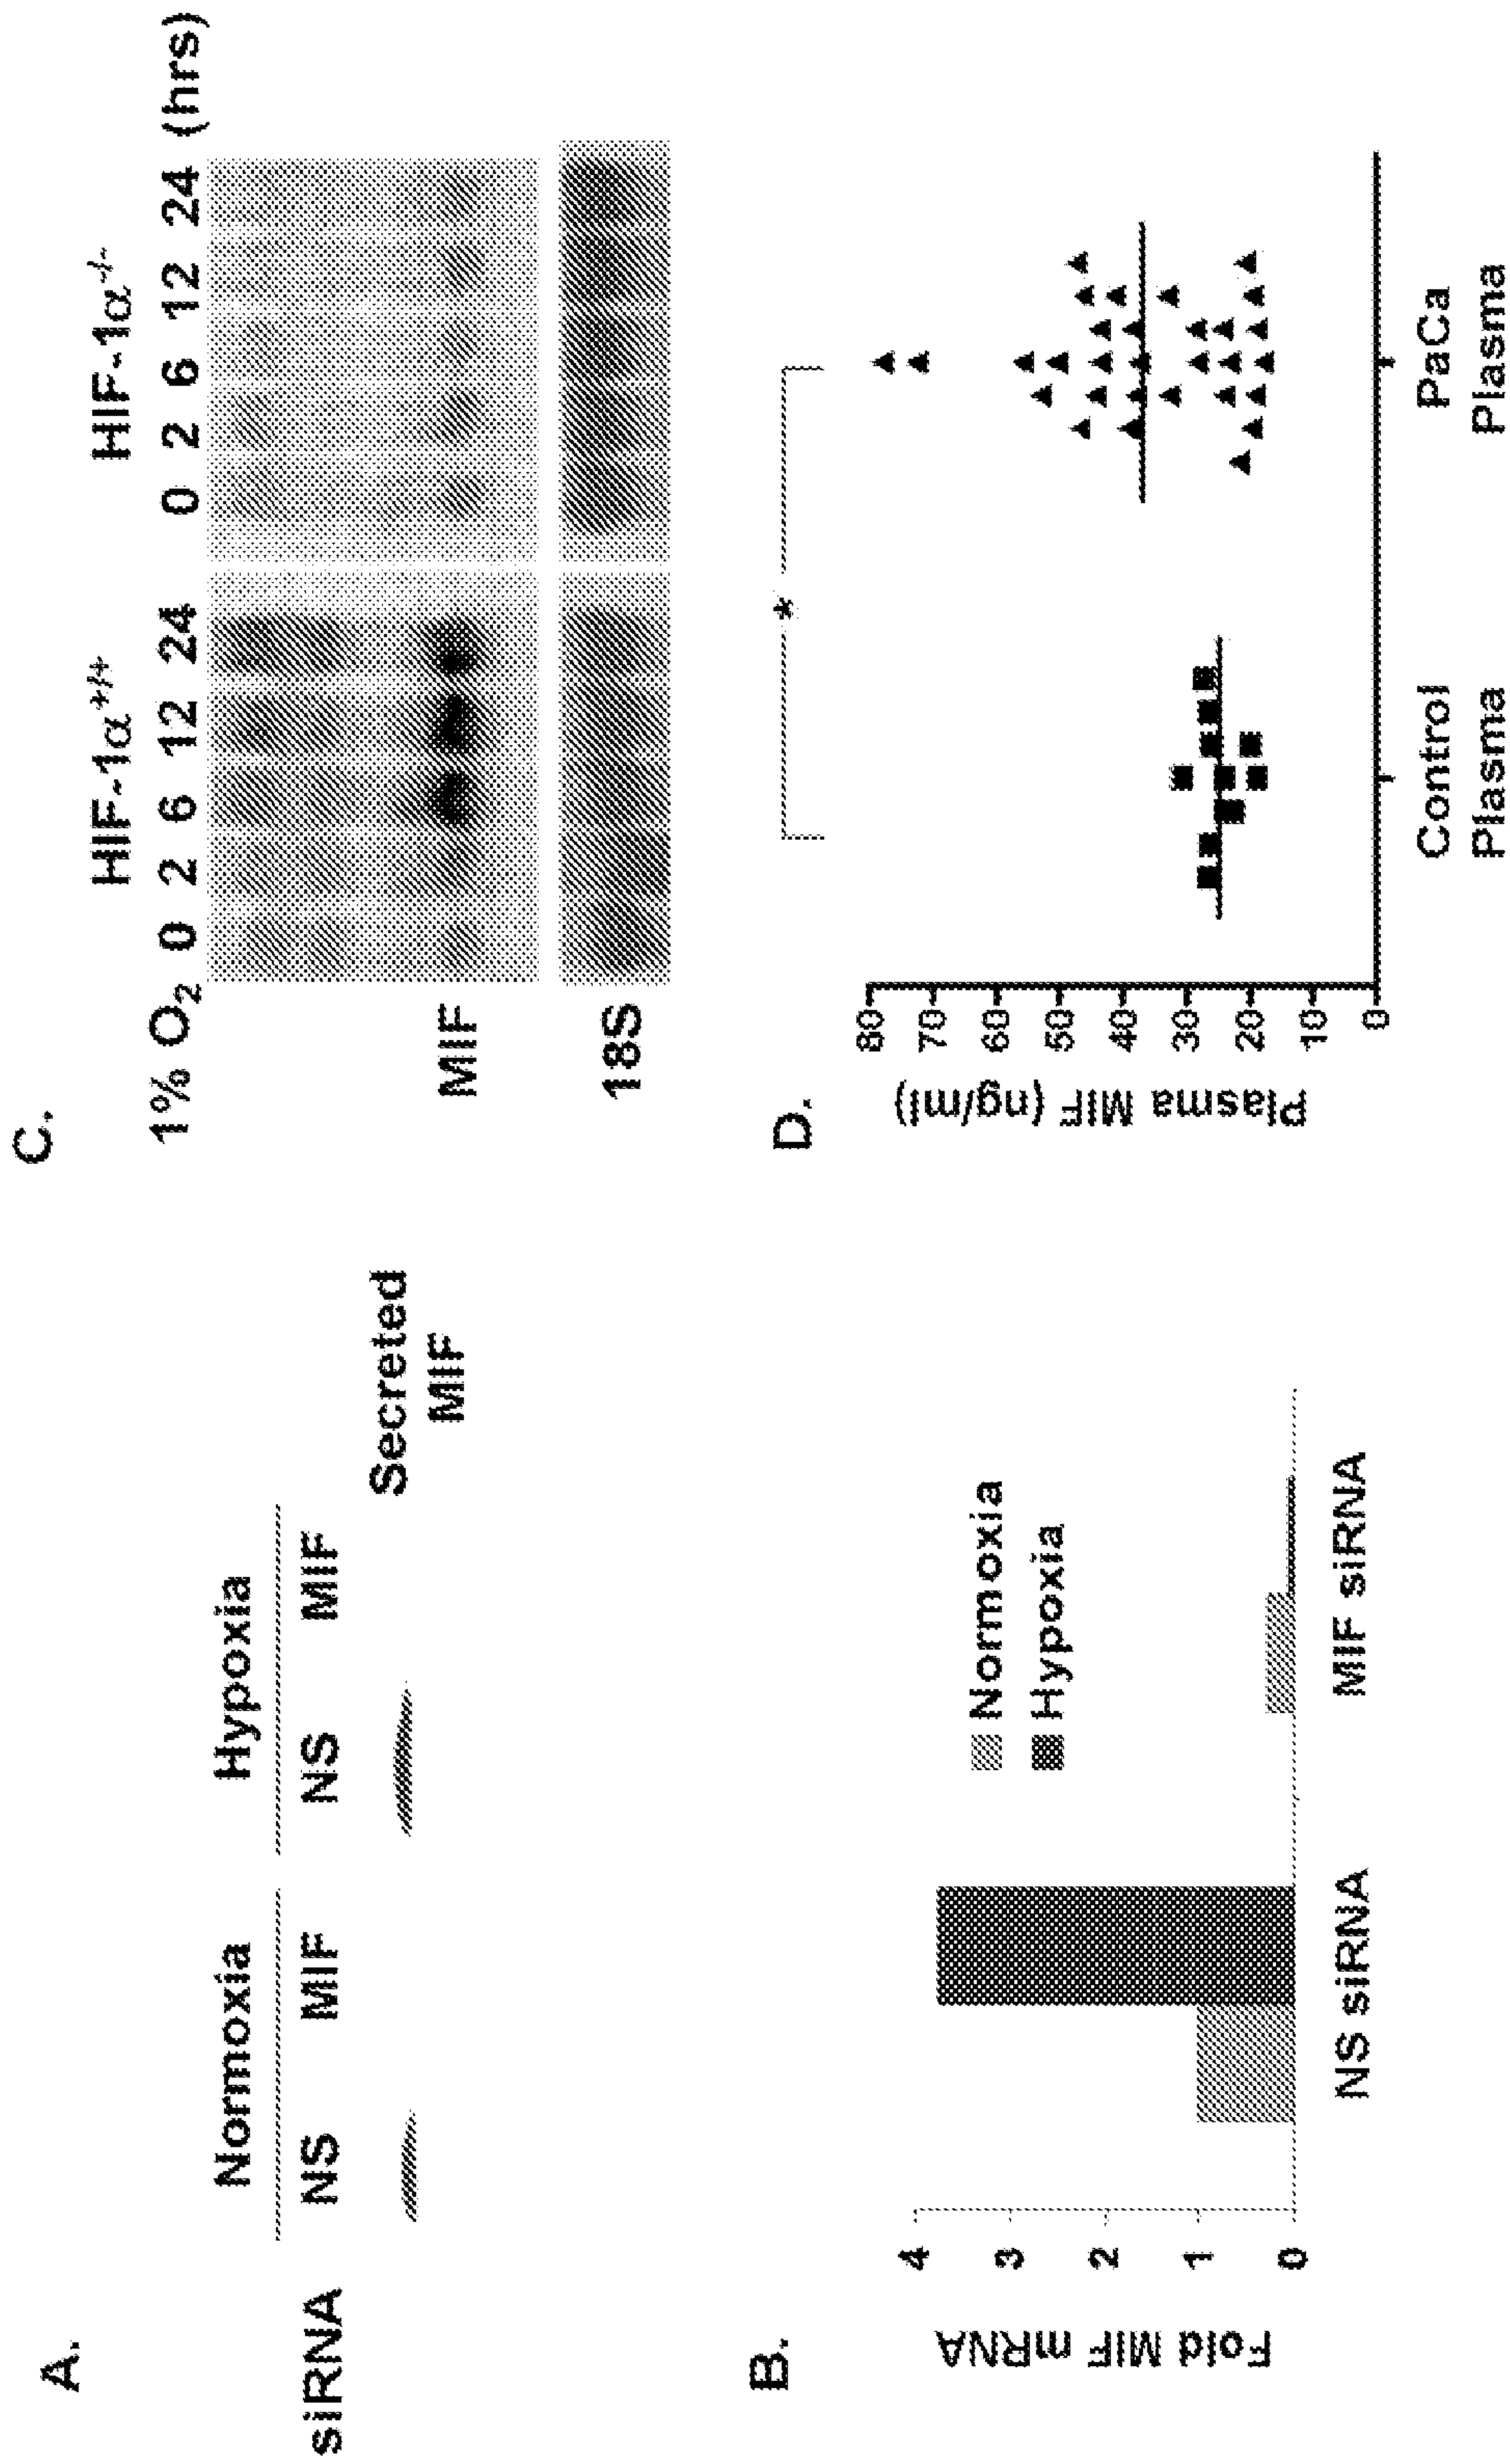 A.
Normoxia Hypoxia
siRNA NS MIF NS MIF
Secreted
MIF
B.
Fold MIF mRNA
4
3
2
1
0
Normoxia
Hypoxia
NS siRNA MIF siRNA
C.
HIF-1α+/+ HIF-1α-/-
1% O2 0 2 6 12 24 0 2 6 12 24 (hrs)
MIF
18S
D.
Plasma MIF (ng/ml)
80
70
60
50
40
30
20
10
0
*
Control
Plasma
PaCa
Plasma